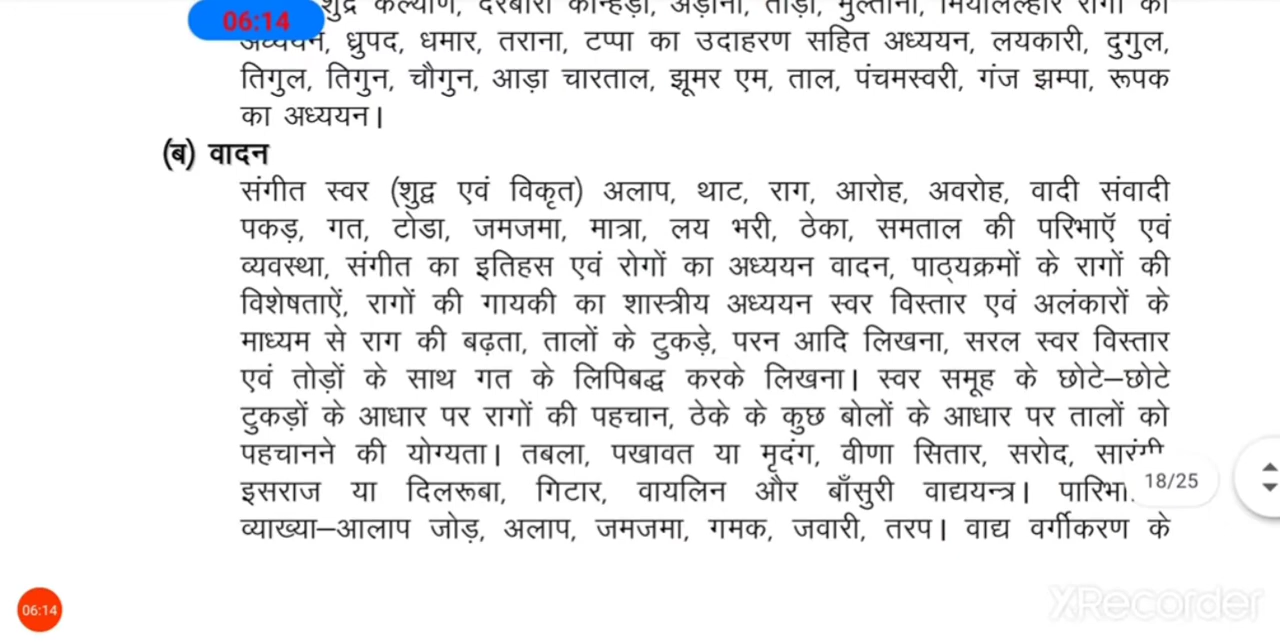 06:14
शुद्र कल्याण, दरबारी कान्हड़ा, अड़ाना, तोड़ी, मुल्तानी, रागों का
अध्ययन, ध्रुपद, धमार, तराना, टप्पा का उदाहरण सहित अध्ययन, लयकारी, दुगुल,
तिगुल, तिगुन, चौगुन, आड़ा चारताल, झूमर एम, ताल, पंचमस्वरी, गंज झम्पा, रूपक
का अध्ययन।
(ब) वादन
संगीत स्वर (शुद्व एवं विकृत) अलाप, थाट, राग, आरोह, अवरोह, वादी संवादी
पकड़, गत, टोडा, जमजमा, मात्रा, लय भरी, ठेका, समताल की परिभाऍ एवं
व्यवस्था, संगीत का इतिहस एवं रोगों का अध्ययन वादन, पाठ्यक्रमों के रागों की
विशेषताऐं, रागों की गायकी का शास्त्रीय अध्ययन स्वर विस्तार एवं अलंकारों के
माध्यम से राग की बढ़ता, तालों के टुकड़े, परन आदि लिखना, सरल स्वर विस्तार
एवं तोड़ों के साथ गत के लिपिबद्ध करके लिखना। स्वर समूह के छोटे–छोटे
टुकड़ों के आधार पर रागों की पहचान, ठेके के कुछ बोलों के आधार पर तालों को
पहचानने की योग्यता। तबला, पखावत या मृदंग, वीणा सितार, सरोद, सारंगी
इसराज या दिलरूबा, गिटार, वायलिन और बाँसुरी वाद्ययन्त्र।
18/25
व्याख्या–आलाप जोड़, अलाप, जमजमा, गमक, जवारी, तरप। वाद्य वर्गीकरण के
06:14
XRecorder